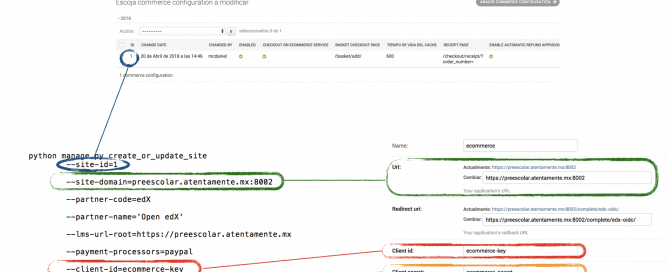 Escoja commerce configuration a modificar
AÑADIR COMMERCE CONFIGURATION +
‹ 2018
Acción: --------- Ir seleccionados 0 de 1
ID CHANGE DATE CHANGED BY ENABLED CHECKOUT ON ECOMMERCE SERVICE BASKET CHECKOUT PAGE TIEMPO DE VIDA DEL CACHÉ RECEIPT PAGE ENABLE AUTOMATIC REFUND APPROVAL
1 20 de Abril de 2018 a las 14:46 mcdaniel /basket/add/ 600 /checkout/receipt/?order_number=
1 commerce configuration
python manage.py create_or_update_site
--site-id=1
--site-domain=preescolar.atentamente.mx:8002
--partner-code=edX
--partner-name='Open edX'
--lms-url-root=https://preescolar.atentamente.mx
--payment-processors=paypal
--client-id=ecommerce-key
Name: ecommerce
Url: Actualmente: https://preescolar.atentamente.mx:8002
Cambiar: https://preescolar.atentamente.mx:8002
Your application's URL
Redirect uri: Actualmente: https://preescolar.atentamente.mx:8002/complete/edx-oidc/
Cambiar: https://preescolar.atentamente.mx:8002/complete/edx-oidc/
Your application's callback URL
Client id: ecommerce-key
Client secret: ecommerce-secret